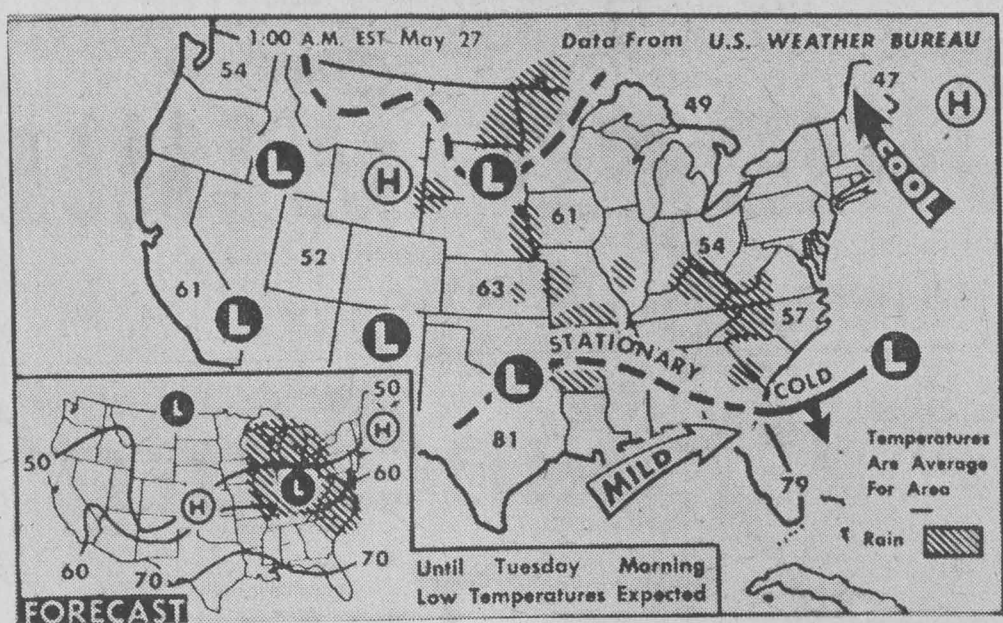 1:00 A.M. EST May 27
Data From U.S. WEATHER BUREAU
54
49
47
H
COOL
L
H
L
61
52
61
54
63
57
61
L
L
STATIONARY
L
COLD
L
81
MILD
79
Temperatures
Are Average
For Area
Rain
50
L
H
50
60
L
H
60
70
70
FORECAST
Until Tuesday Morning
Low Temperatures Expected